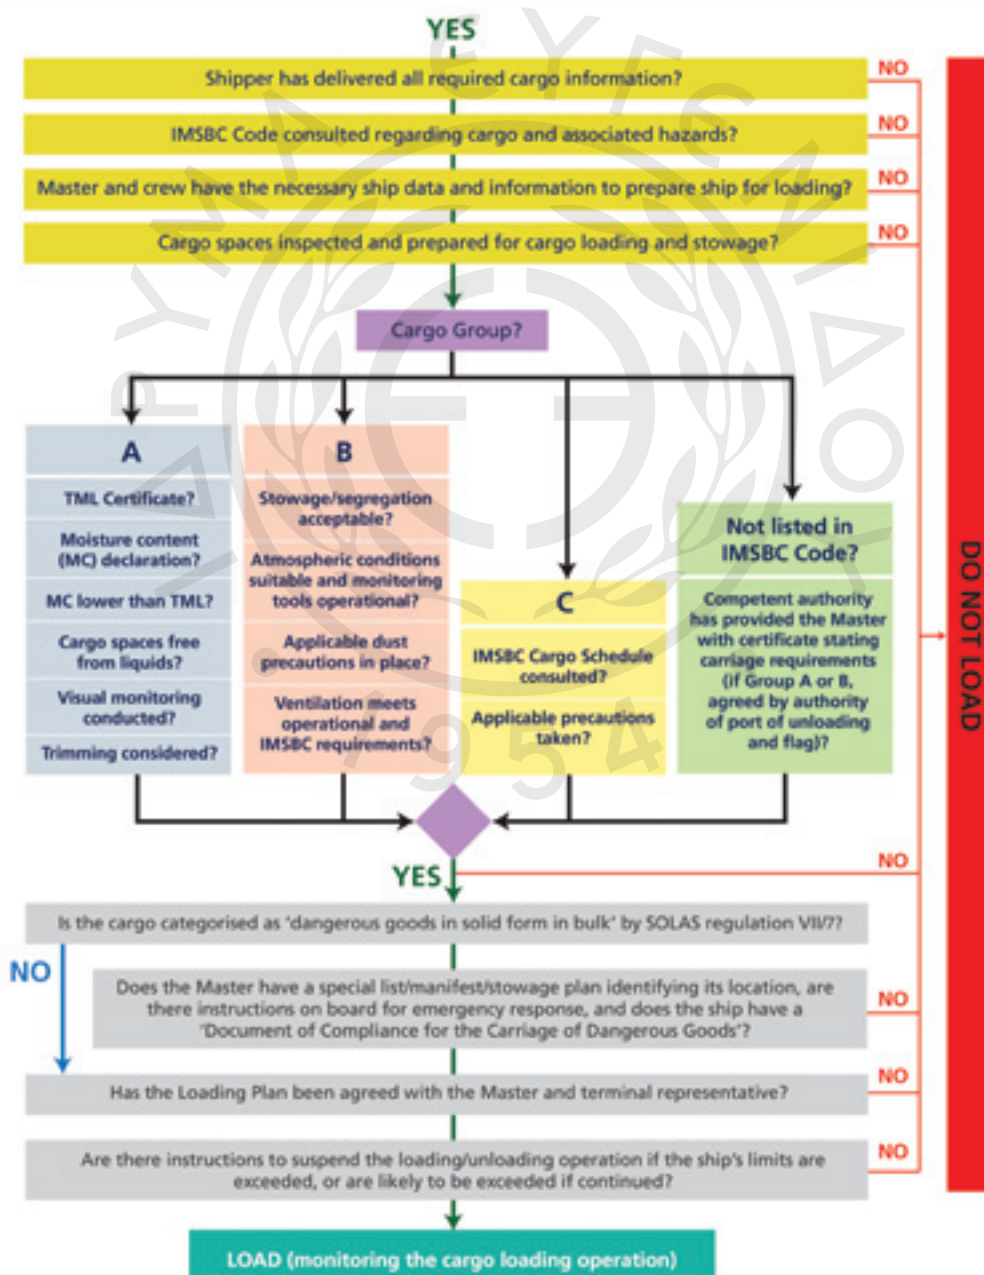 YES
Shipper has delivered all required cargo information?
NO
IMSBC Code consulted regarding cargo and associated hazards?
NO
Master and crew have the necessary ship data and information to prepare ship for loading?
NO
Cargo spaces inspected and prepared for cargo loading and stowage?
NO
Cargo Group?
A
TML Certificate?
Moisture content
(MC) declaration?
MC lower than TML?
Cargo spaces free
from liquids?
Visual monitoring
conducted?
Trimming considered?
B
Stowage/segregation
acceptable?
Atmospheric conditions
suitable and monitoring
tools operational?
Applicable dust
precautions in place?
Ventilation meets
operational and
IMSBC requirements?
C
IMSBC Cargo Schedule
consulted?
Applicable precautions
taken?
Not listed in
IMSBC Code?
Competent authority
has provided the Master
with certificate stating
carriage requirements
(if Group A or B,
agreed by authority
of port of unloading
and flag)?
DO NOT LOAD
YES
NO
Is the cargo categorised as 'dangerous goods in solid form in bulk' by SOLAS regulation VII/7?
NO
Does the Master have a special list/manifest/stowage plan identifying its location, are
there instructions on board for emergency response, and does the ship have a
'Document of Compliance for the Carriage of Dangerous Goods'?
NO
Has the Loading Plan been agreed with the Master and terminal representative?
NO
Are there instructions to suspend the loading/unloading operation if the ship's limits are
exceeded, or are likely to be exceeded if continued?
NO
LOAD (monitoring the cargo loading operation)
ΙΔΡΥΜΑ ΕΥΓΕΝΙΔΟΥ
1954